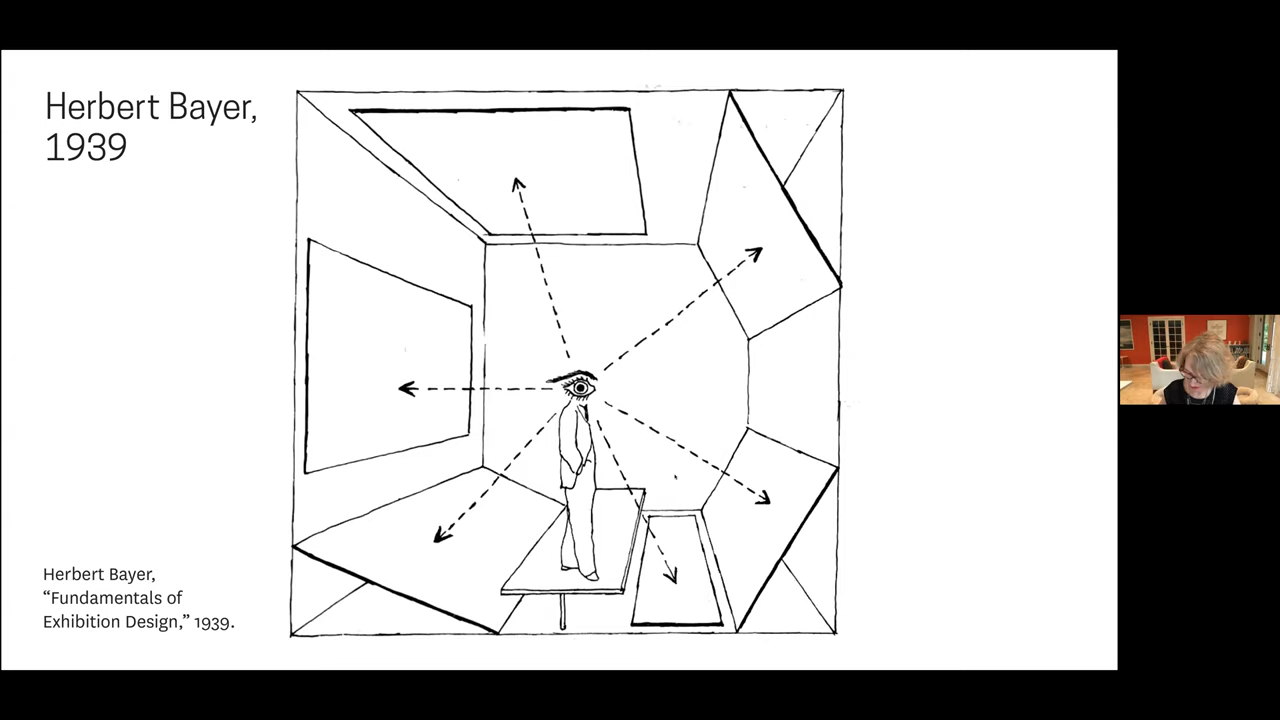 Herbert Bayer,
1939
Herbert Bayer,
“Fundamentals of
Exhibition Design,” 1939.